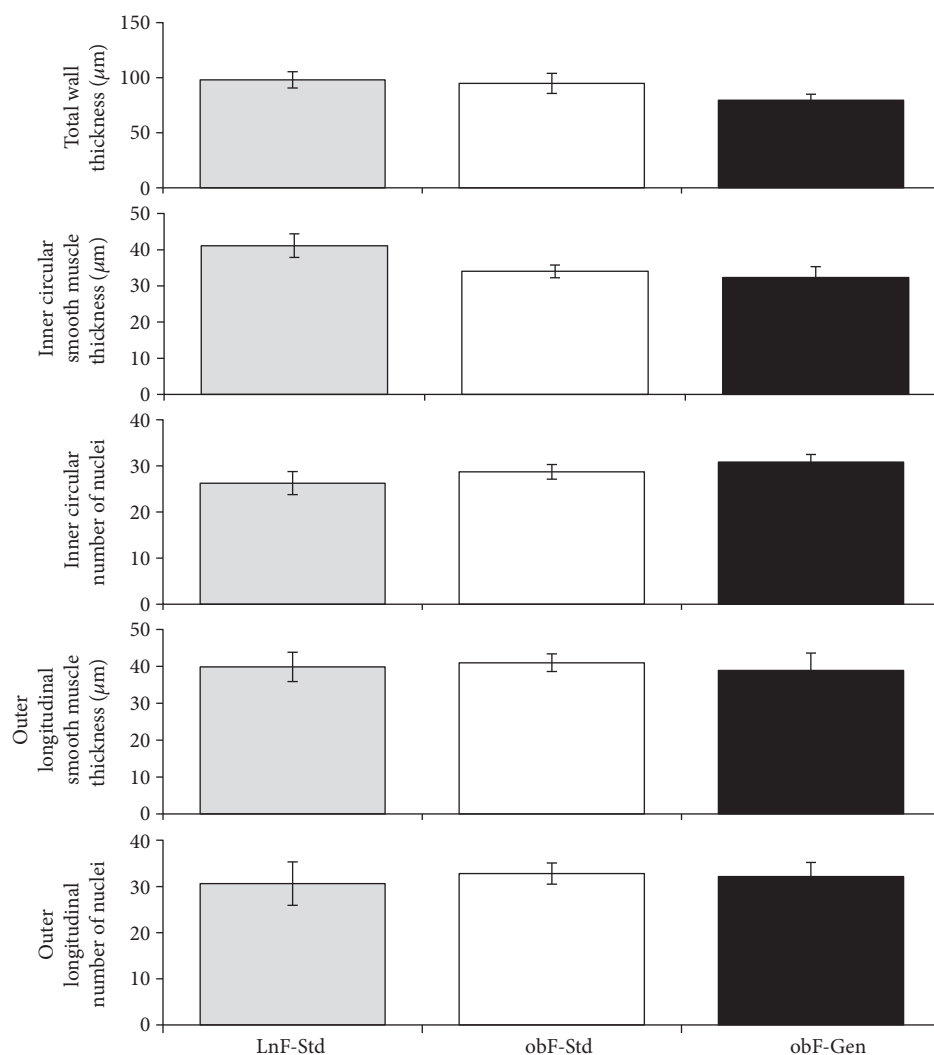 Total wall
thickness (μm)
150
100
50
0
Inner circular
smooth muscle
thickness (μm)
50
40
30
20
10
0
Inner circular
number of nuclei
40
30
20
10
0
Outer
longitudinal
smooth muscle
thickness (μm)
50
40
30
20
10
0
Outer
longitudinal
number of nuclei
40
30
20
10
0
LnF-Std
obF-Std
obF-Gen